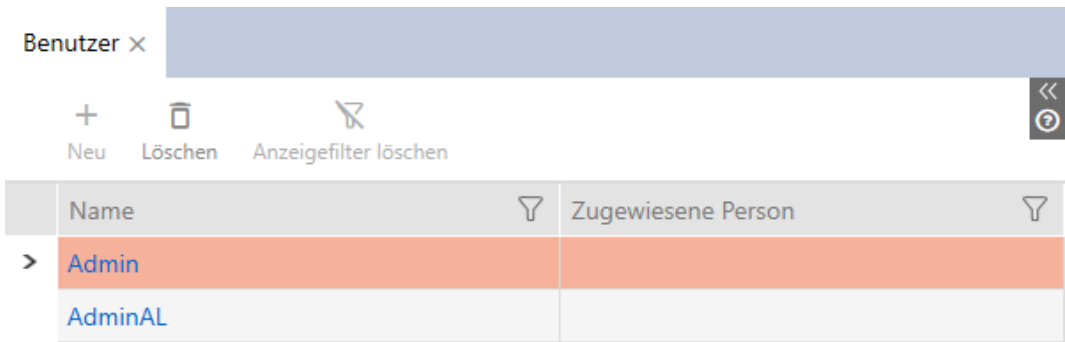 Benutzer
Neu Löschen Anzeigefilter löschen
Name Zugewiesene Person
Admin
AdminAL